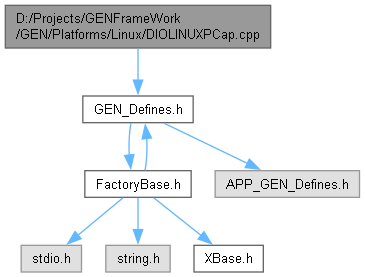 D:/Projects/GENFrameWork
/GEN/Platforms/Linux/DIOLINUXPCap.cpp
GEN_Defines.h
FactoryBase.h
APP_GEN_Defines.h
stdio.h
string.h
XBase.h